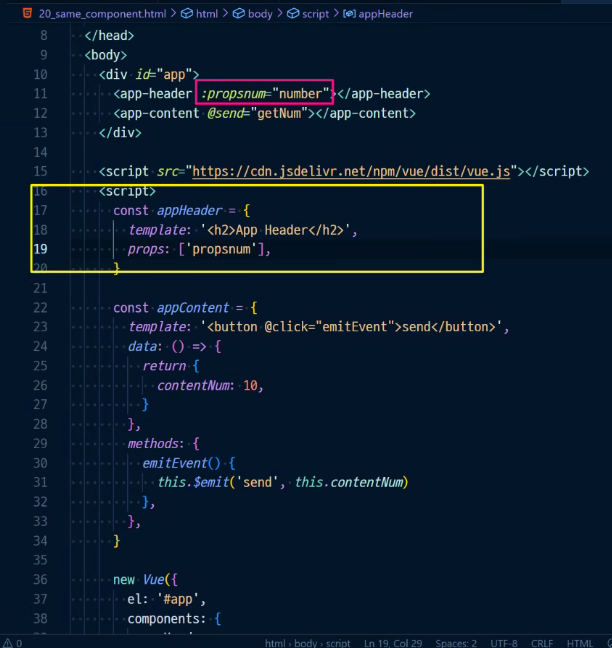 20_same_component.html > html > body > script > appHeader
8 </head>
9 <body>
10 <div id="app">
11 <app-header :propsnum="number"></app-header>
12 <app-content @send="getNum"></app-content>
13 </div>
14
15 <script src="https://cdn.jsdelivr.net/npm/vue/dist/vue.js"></script>
16 <script>
17 const appHeader = {
18 template: '<h2>App Header</h2>',
19 props: ['propsnum'],
20 }
21
22 const appContent = {
23 template: '<button @click="emitEvent">send</button>',
24 data: () => {
25 return {
26 contentNum: 10,
27 }
28 },
29 methods: {
30 emitEvent() {
31 this.$emit('send', this.contentNum)
32 },
33 },
34 }
35
36 new Vue({
37 el: '#app',
38 components: {
0 html › body › script Ln 19, Col 29 Spaces: 2 UTF-8 CRLF HTML